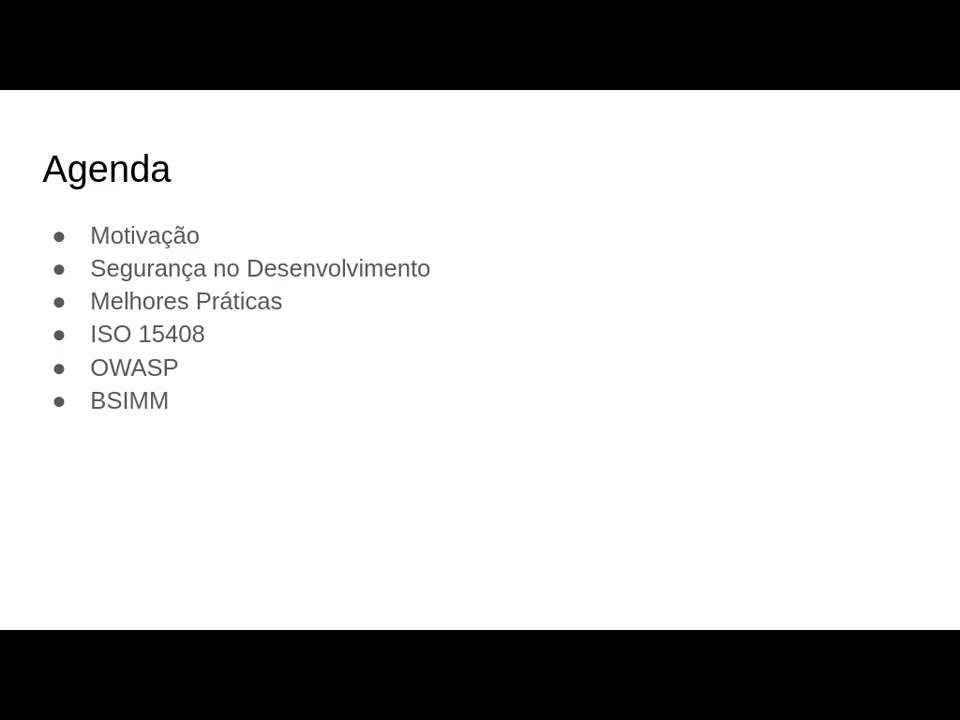 Agenda
● Motivação
● Segurança no Desenvolvimento
● Melhores Práticas
● ISO 15408
● OWASP
● BSIMM